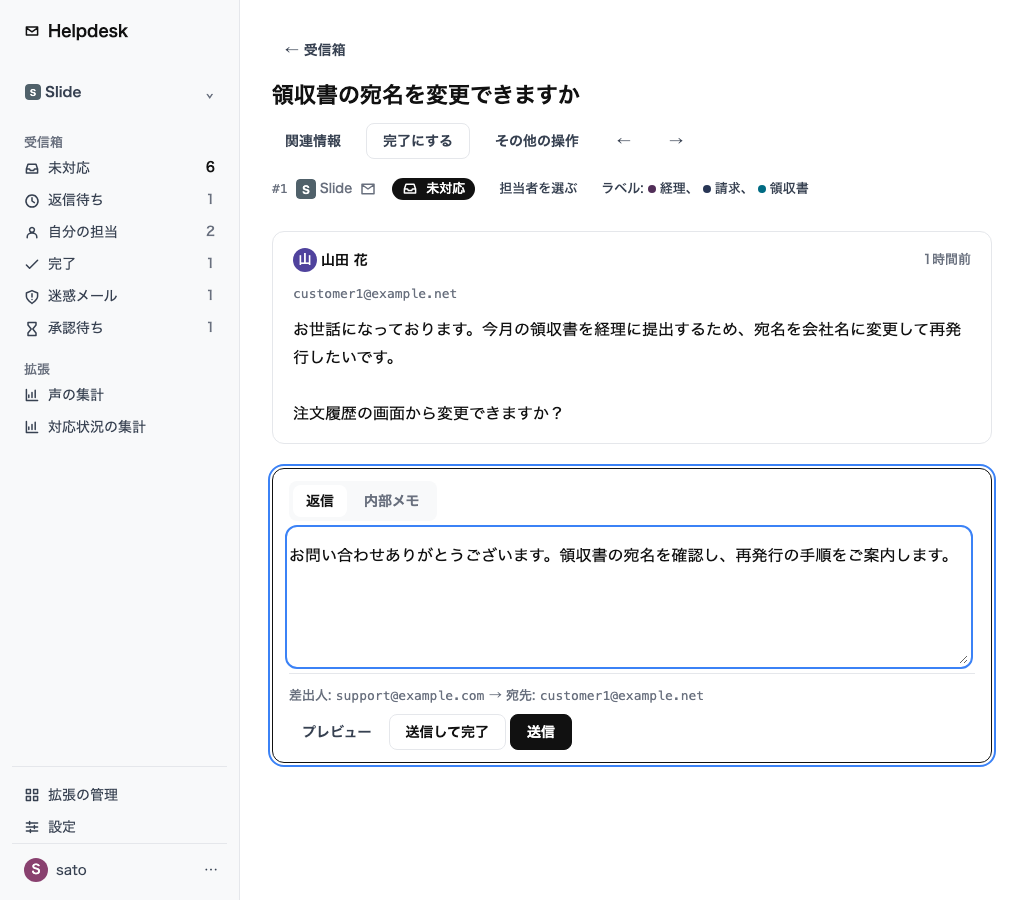 Helpdesk
S Slide
受信箱
未対応 6
返信待ち 1
自分の担当 2
完了 1
迷惑メール 1
承認待ち 1
拡張
声の集計
対応状況の集計
拡張の管理
設定
S sato ...
← 受信箱
領収書の宛名を変更できますか
関連情報 完了にする その他の操作 ← →
#1 S Slide 未対応 担当者を選ぶ ラベル: 経理、 請求、 領収書
山 山田 花 1時間前
customer1@example.net
お世話になっております。今月の領収書を経理に提出するため、宛名を会社名に変更して再発
行したいです。
注文履歴の画面から変更できますか？
返信 内部メモ
お問い合わせありがとうございます。領収書の宛名を確認し、再発行の手順をご案内します。
差出人: support@example.com → 宛先: customer1@example.net
プレビュー 送信して完了 送信